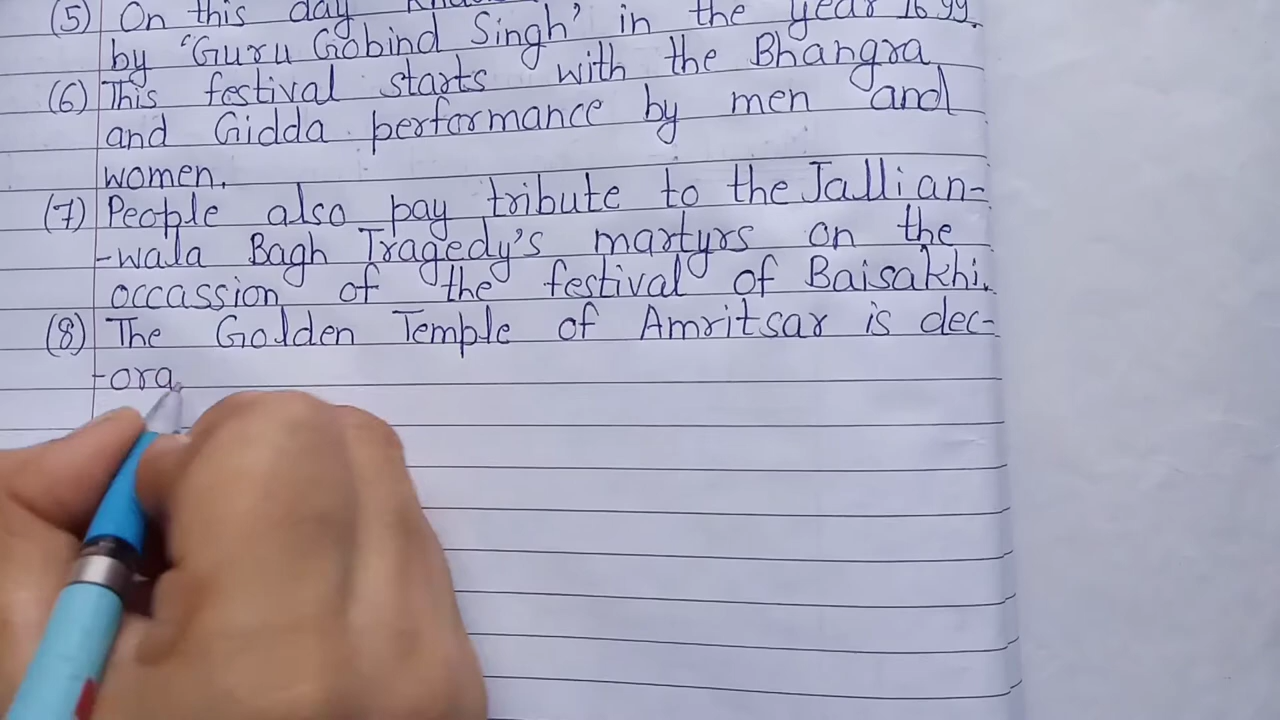 (5) On this day
by 'Guru Gobind Singh' in the year 1699.
(6) This festival starts with the Bhangra
and Gidda performance by men and
women.
(7) People also pay tribute to the Jallian-
-wala Bagh Tragedy's martyrs on the
occassion of the festival of Baisakhi.
(8) The Golden Temple of Amritsar is dec-
-ora